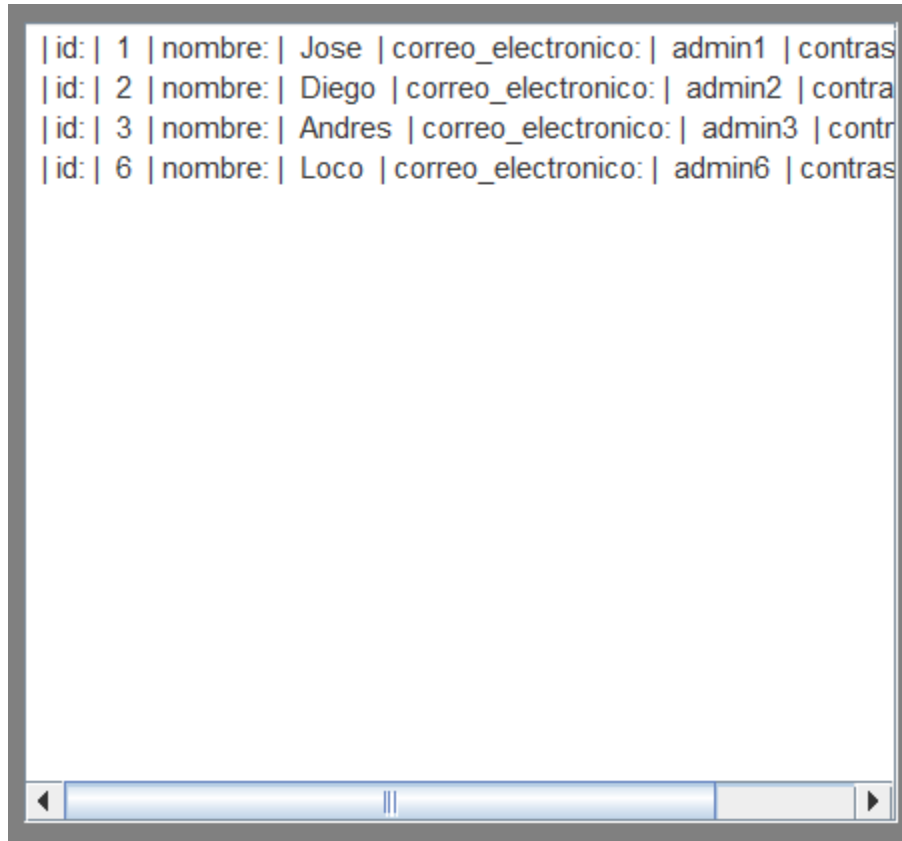 | id: | 1 | nombre: | Jose | correo_electronico: | admin1 | contras
| id: | 2 | nombre: | Diego | correo_electronico: | admin2 | contra
| id: | 3 | nombre: | Andres | correo_electronico: | admin3 | contr
| id: | 6 | nombre: | Loco | correo_electronico: | admin6 | contras